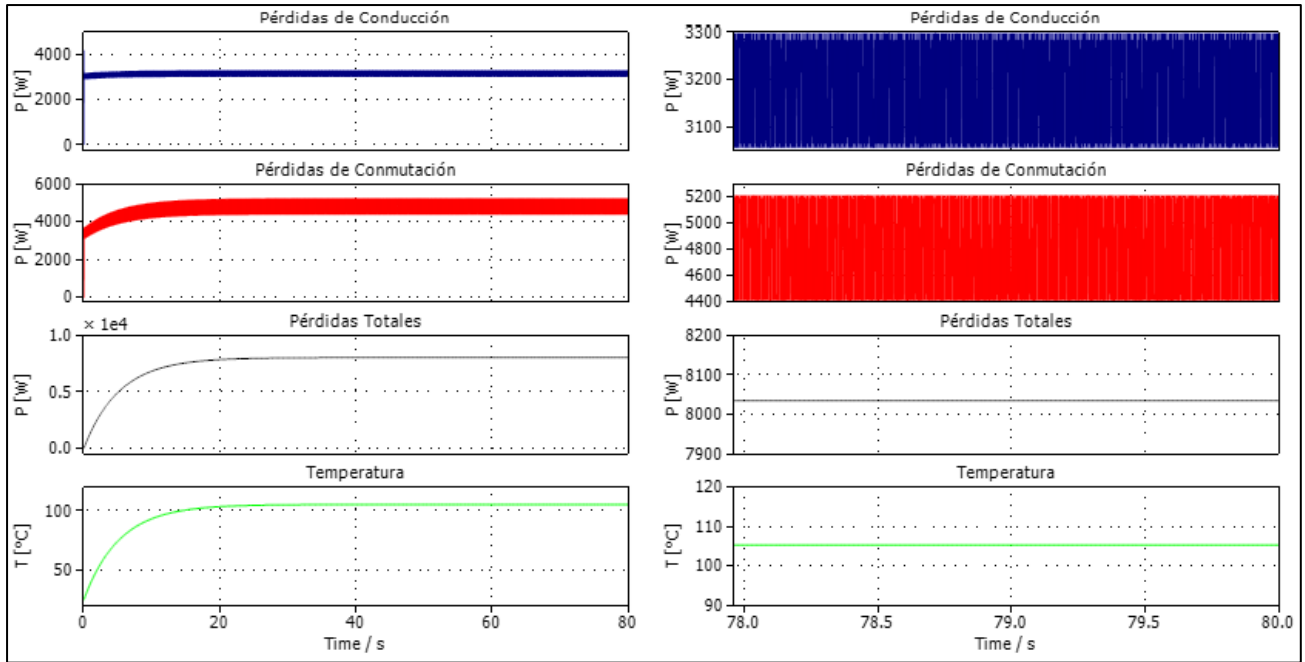 Pérdidas de Conducción
P [W]
4000
2000
0
Pérdidas de Conmutación
P [W]
6000
4000
2000
0
× 1e4
Pérdidas Totales
P [W]
1.0
0.5
0.0
Temperatura
T [ºC]
100
50
0
20
40
60
80
Time / s
Pérdidas de Conducción
P [W]
3300
3200
3100
Pérdidas de Conmutación
P [W]
5200
5000
4800
4600
4400
Pérdidas Totales
P [W]
8200
8100
8000
7900
Temperatura
T [ºC]
120
110
100
90
78.0
78.5
79.0
79.5
80.0
Time / s